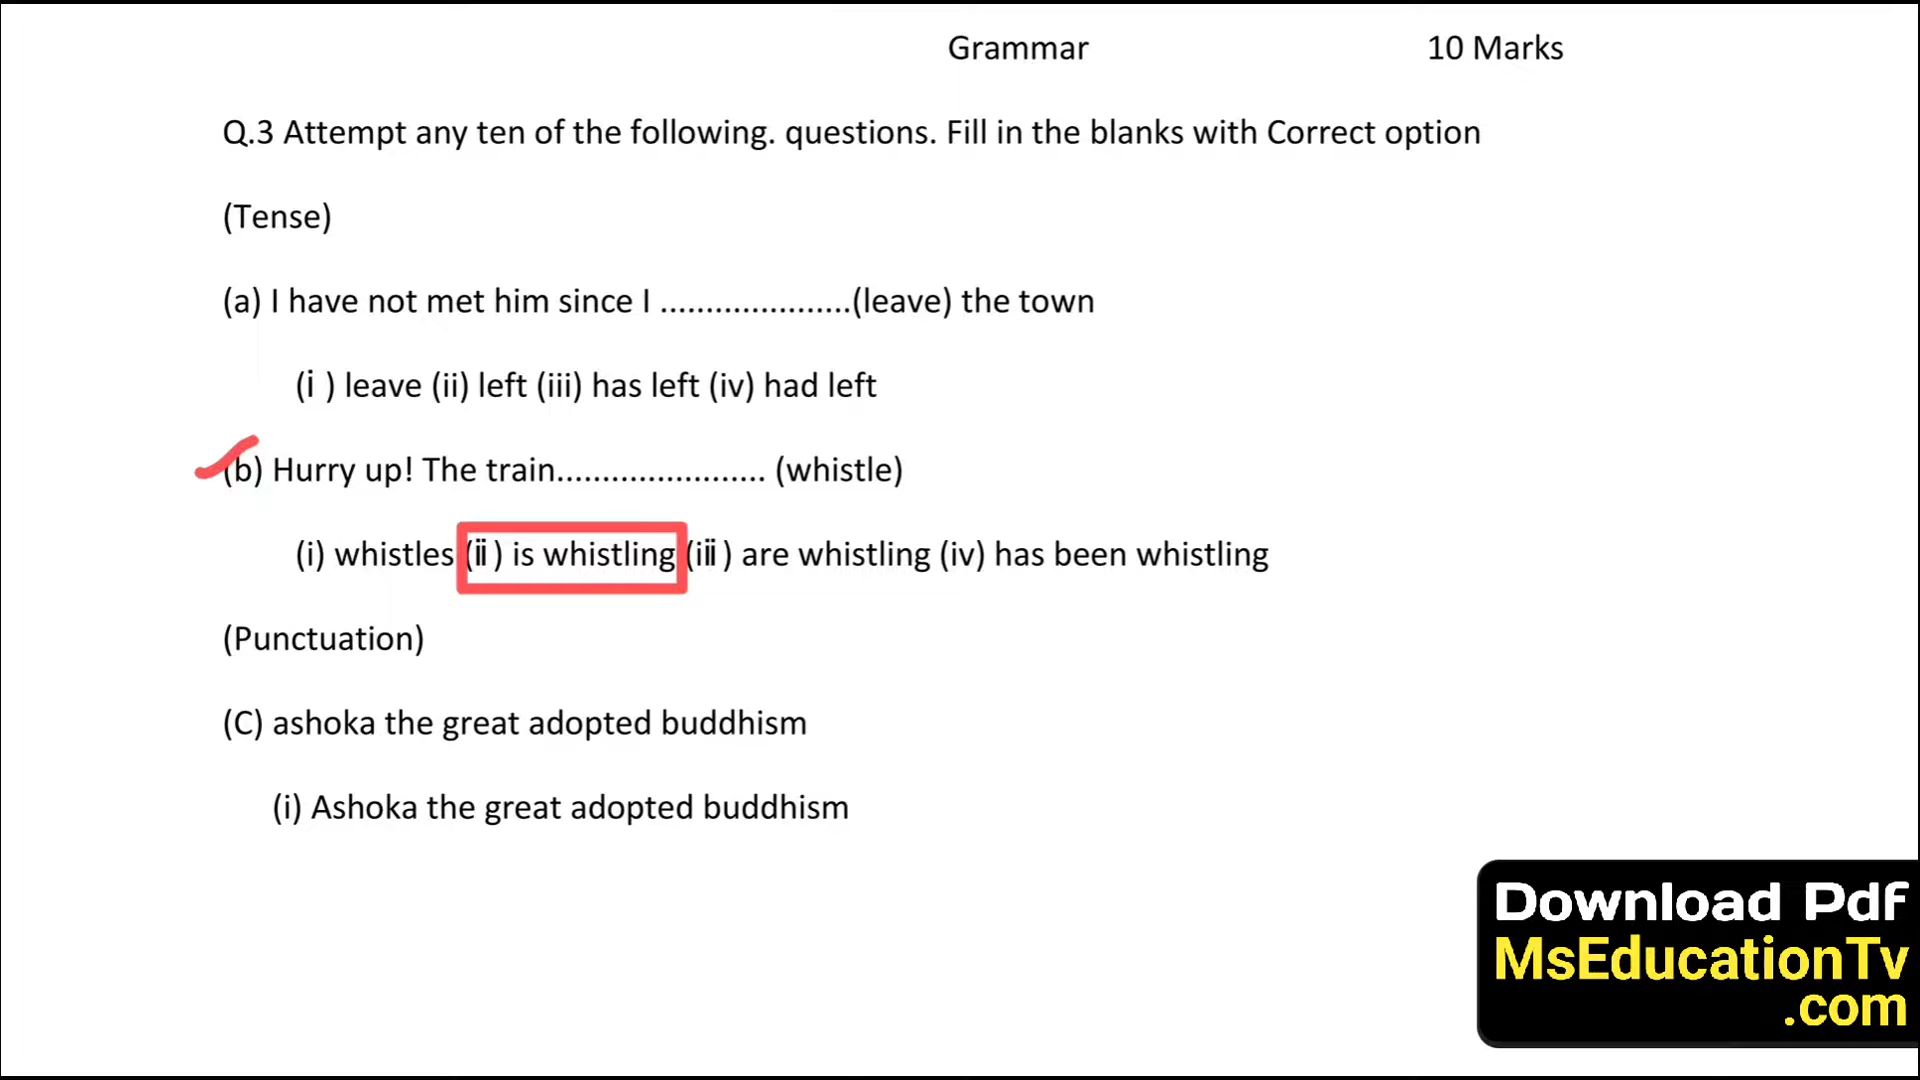 Grammar 10 Marks
Q.3 Attempt any ten of the following. questions. Fill in the blanks with Correct option
(Tense)
(a) I have not met him since I .....................(leave) the town
(i ) leave (ii) left (iii) has left (iv) had left
(b) Hurry up! The train....................... (whistle)
(i) whistles (ii ) is whistling (iii ) are whistling (iv) has been whistling
(Punctuation)
(C) ashoka the great adopted buddhism
(i) Ashoka the great adopted buddhism
Download Pdf
MsEducationTv
.com